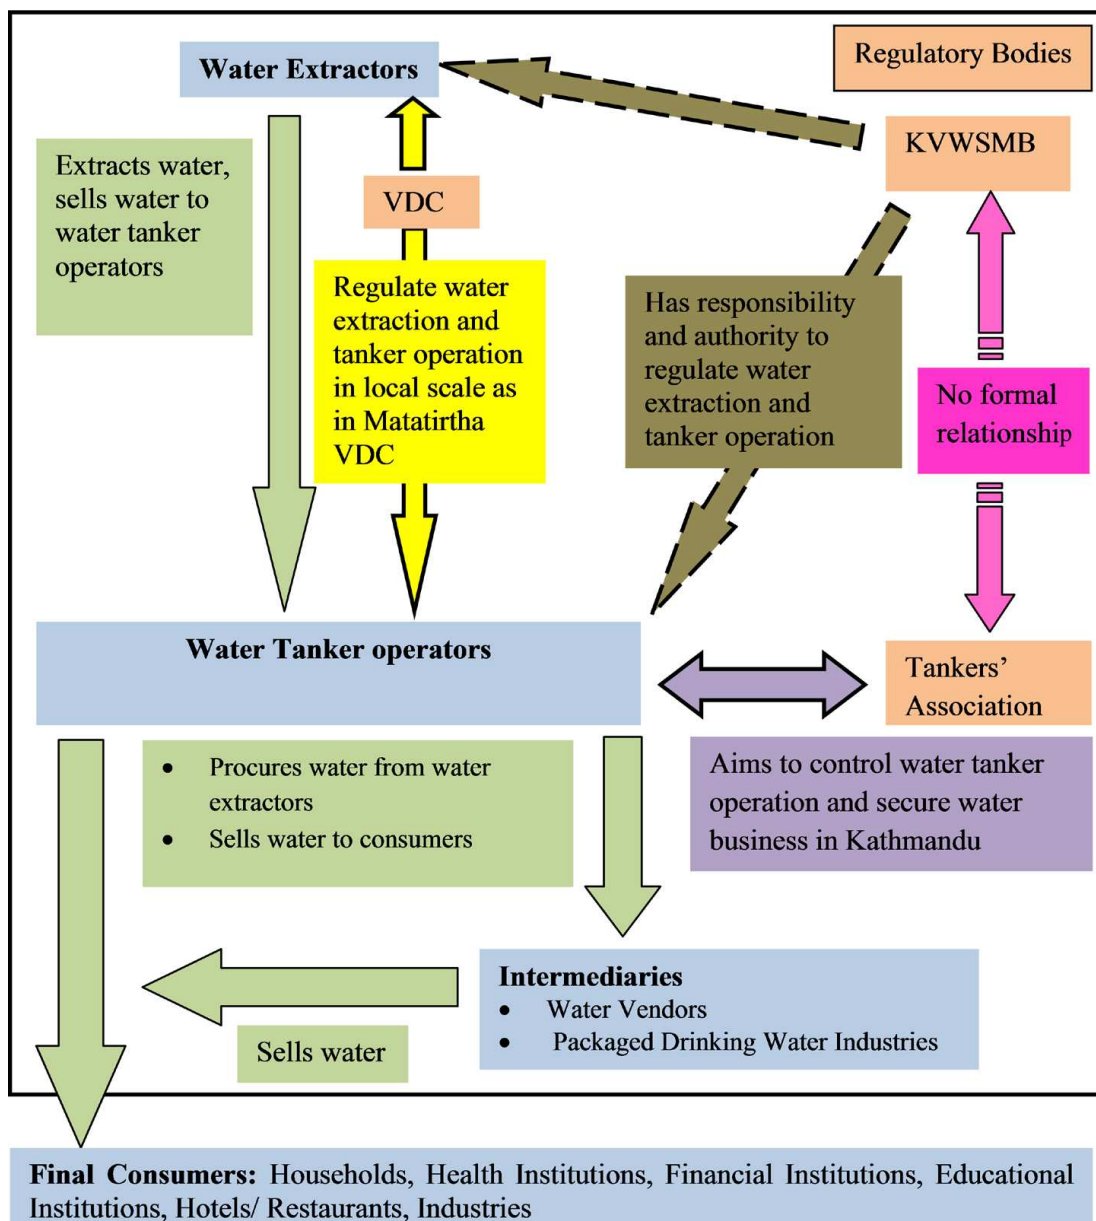 Water Extractors
Regulatory Bodies
KVWSMB
Extracts water,
sells water to
water tanker
operators
VDC
Regulate water
extraction and
tanker operation
in local scale as
in Matatirtha
VDC
Has responsibility
and authority to
regulate water
extraction and
tanker operation
No formal
relationship
Water Tanker operators
Tankers’
Association
• Procures water from water
extractors
• Sells water to consumers
Aims to control water tanker
operation and secure water
business in Kathmandu
Intermediaries
• Water Vendors
• Packaged Drinking Water Industries
Sells water
Final Consumers: Households, Health Institutions, Financial Institutions, Educational
Institutions, Hotels/ Restaurants, Industries